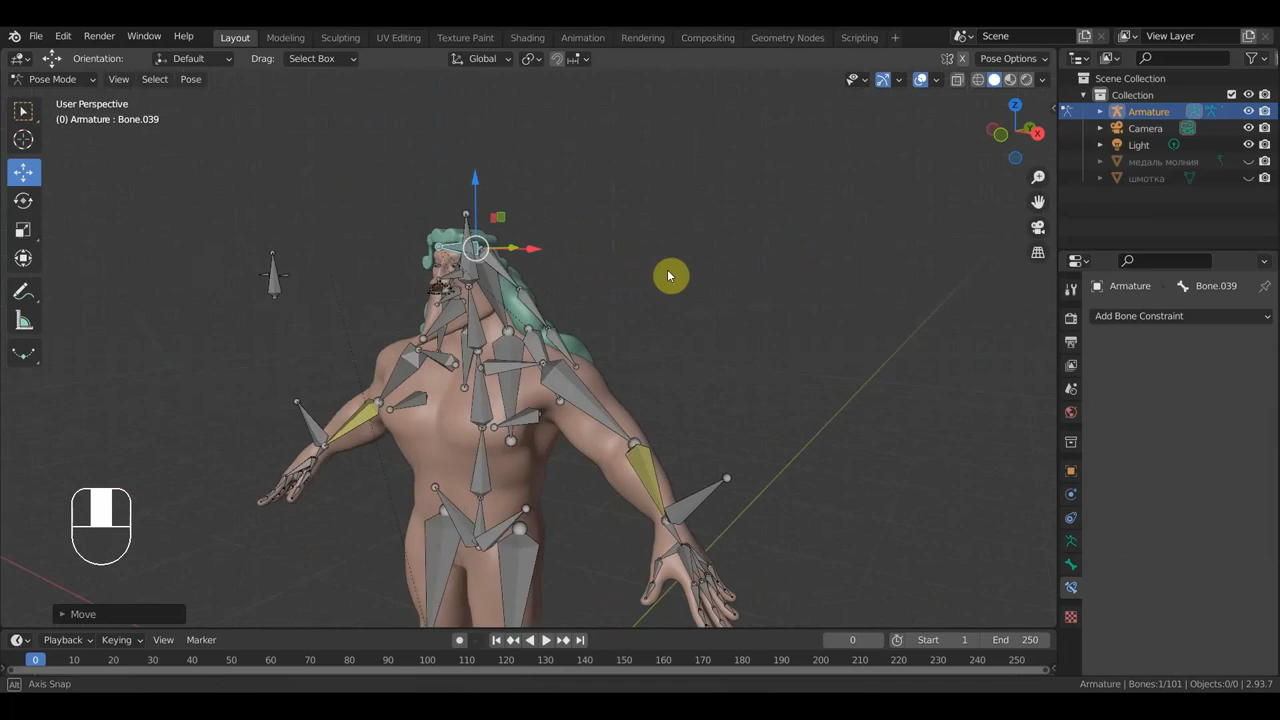 File Edit Render Window Help Layout Modeling Sculpting UV Editing Texture Paint Shading Animation Rendering Compositing Geometry Nodes Scripting + Scene View Layer
Orientation: Default Drag: Select Box Global Pose Options
Pose Mode View Select Pose
Scene Collection
Collection
Armature
Camera
Light
медаль молния
шмотка
User Perspective
(0) Armature : Bone.039
Z
Y
X
Armature Bone.039
Add Bone Constraint
Move
Playback Keying View Marker 0 Start 1 End 250
0 10 20 30 40 50 60 70 80 90 100 110 120 130 140 150 160 170 180 190 200 210 220 230 240 250
Alt Axis Snap Armature | Bones:1/101 | Objects:0/0 | 2.93.7